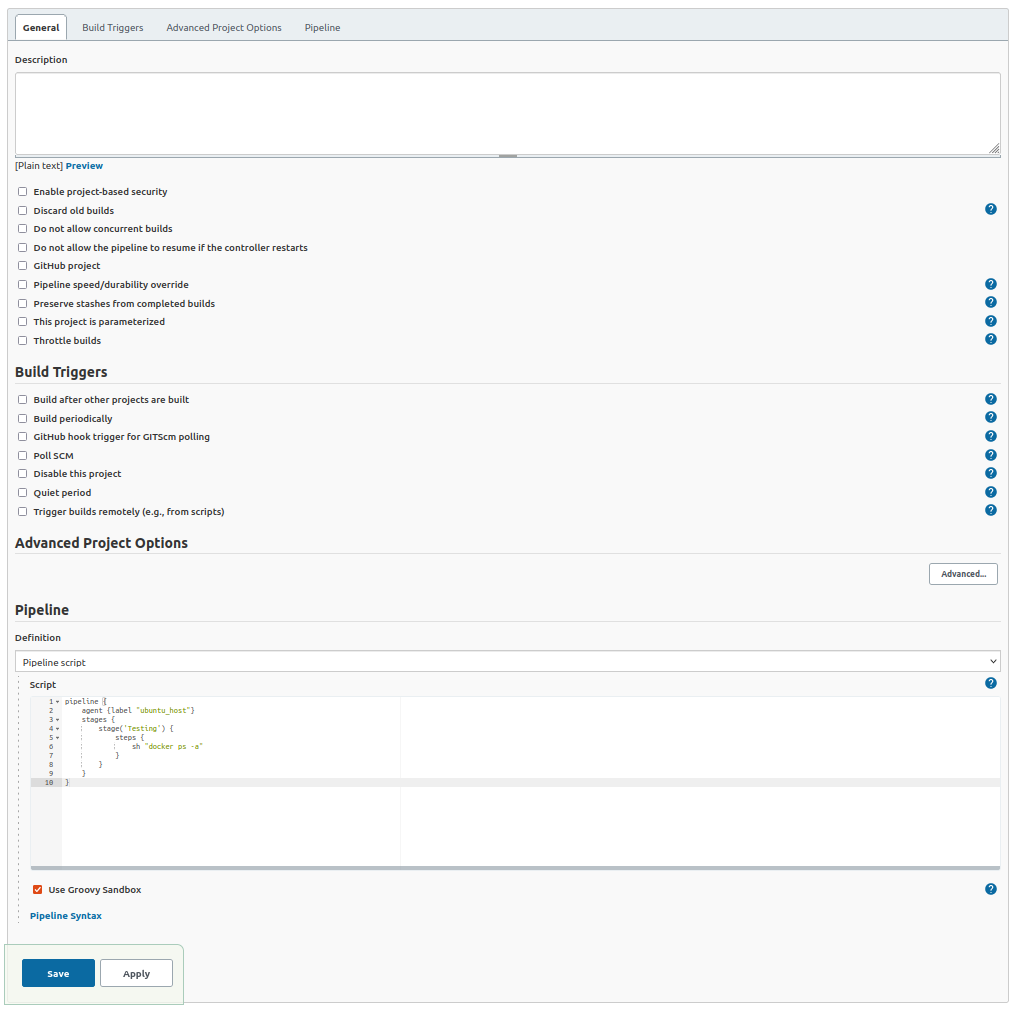 General Build Triggers Advanced Project Options Pipeline
Description
[Plain text] Preview
Enable project-based security
Discard old builds ?
Do not allow concurrent builds
Do not allow the pipeline to resume if the controller restarts
GitHub project
Pipeline speed/durability override ?
Preserve stashes from completed builds ?
This project is parameterized ?
Throttle builds ?
Build Triggers
Build after other projects are built ?
Build periodically ?
GitHub hook trigger for GITScm polling ?
Poll SCM ?
Disable this project ?
Quiet period ?
Trigger builds remotely (e.g., from scripts) ?
Advanced Project Options
Advanced...
Pipeline
Definition
Pipeline script
Script ?
1 pipeline {
2 agent {label "ubuntu_host"}
3 stages {
4 stage('Testing') {
5 steps {
6 sh "docker ps -a"
7 }
8 }
9 }
10 }
Use Groovy Sandbox ?
Pipeline Syntax
Save Apply